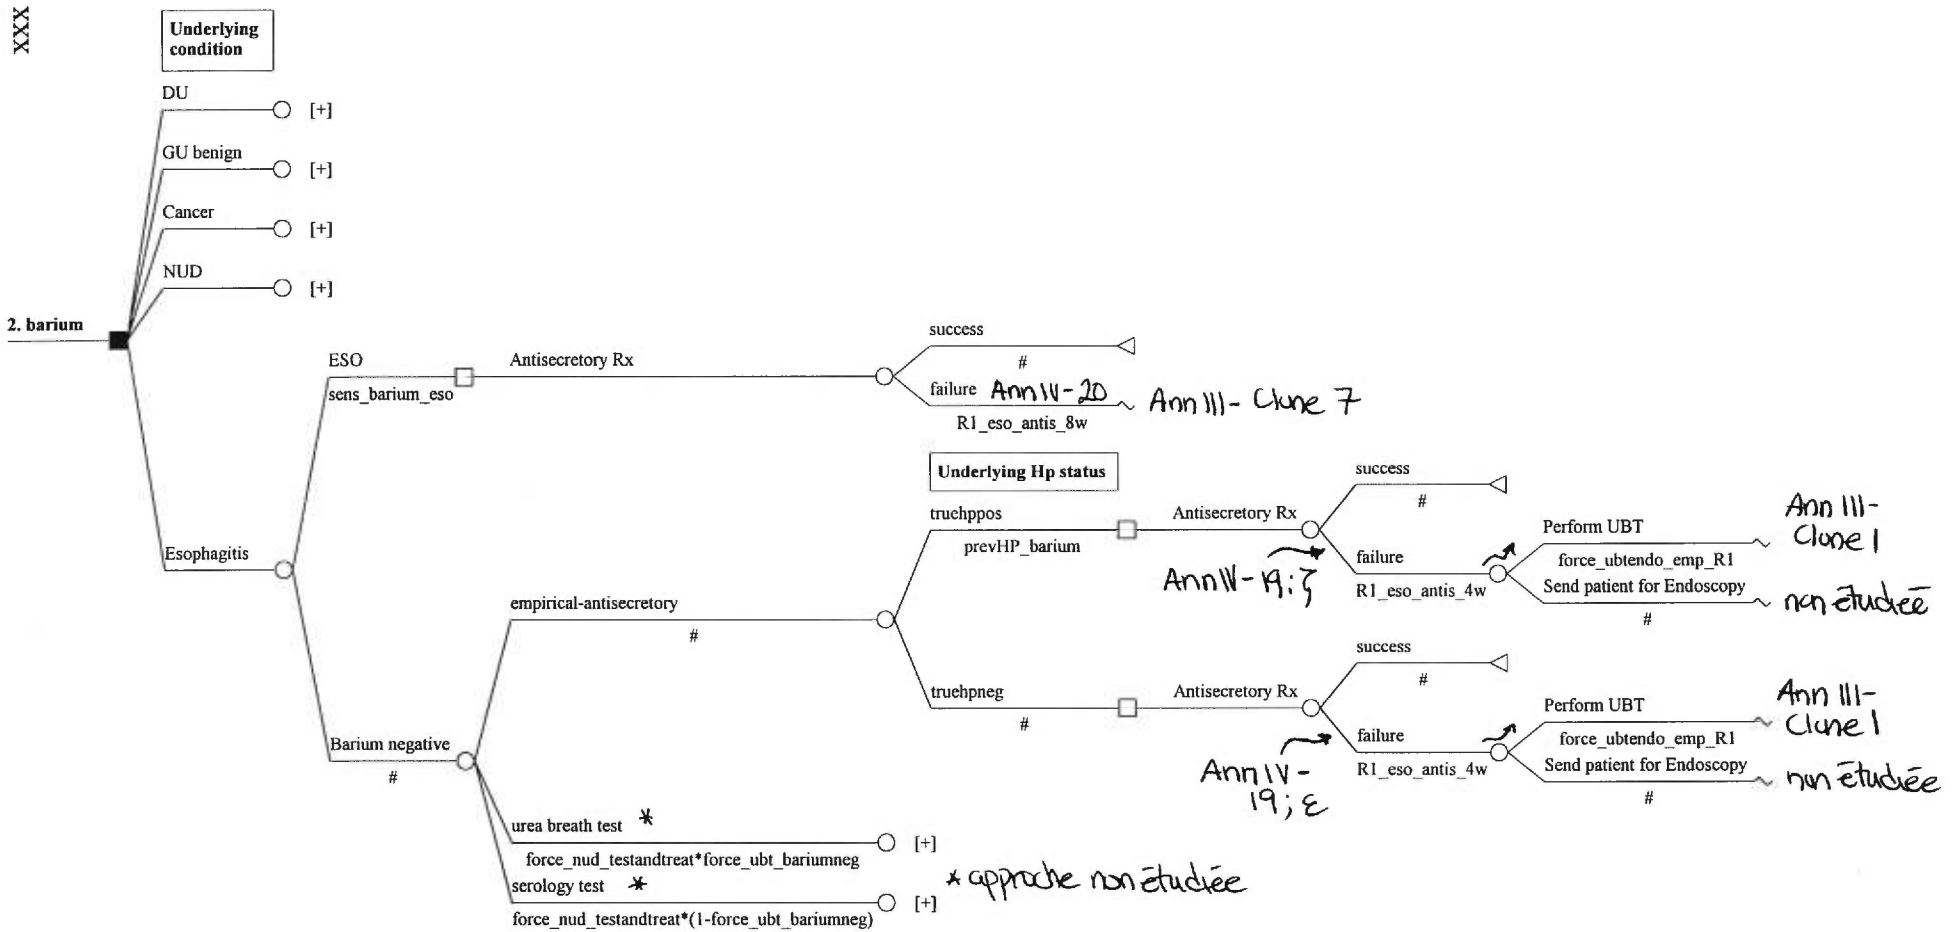 XXX
Underlying
condition
DU
[+]
GU benign
[+]
Cancer
[+]
NUD
[+]
2. barium
success
#
ESO
Antisecretory Rx
sens_barium_eso
failure Ann IV-20
Ann III- Clone 7
R1_eso_antis_8w
Underlying Hp status
success
#
truehppos
Antisecretory Rx
prevHP_barium
Ann III-
Clone 1
Perform UBT
force_ubtendo_emp_R1
failure
Ann IV-19; ζ
R1_eso_antis_4w
Send patient for Endoscopy
non étudiée
#
Esophagitis
empirical-antisecretory
#
success
#
truehpneg
Antisecretory Rx
#
Ann III-
Clone 1
Perform UBT
force_ubtendo_emp_R1
failure
Ann IV-
19; ε
R1_eso_antis_4w
Send patient for Endoscopy
non étudiée
#
Barium negative
#
urea breath test *
[+]
force_nud_testandtreat*force_ubt_bariumneg
serology test *
* approche non étudiée
[+]
force_nud_testandtreat*(1-force_ubt_bariumneg)